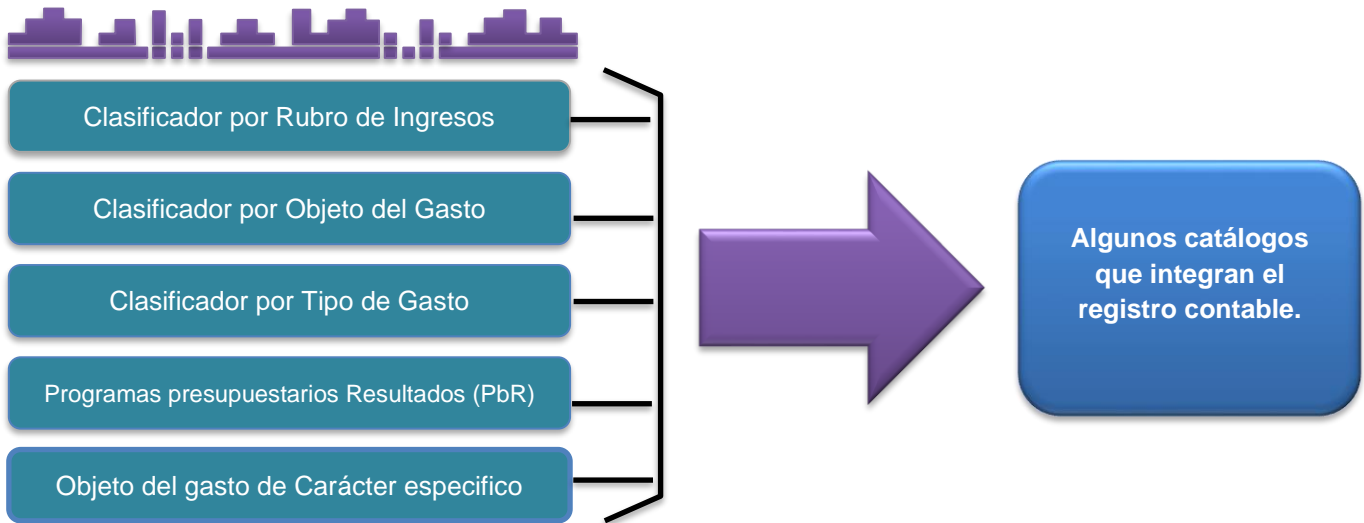 Clasificador por Rubro de Ingresos
Clasificador por Objeto del Gasto
Clasificador por Tipo de Gasto
Programas presupuestarios Resultados (PbR)
Objeto del gasto de Carácter especifico
Algunos catálogos
que integran el
registro contable.